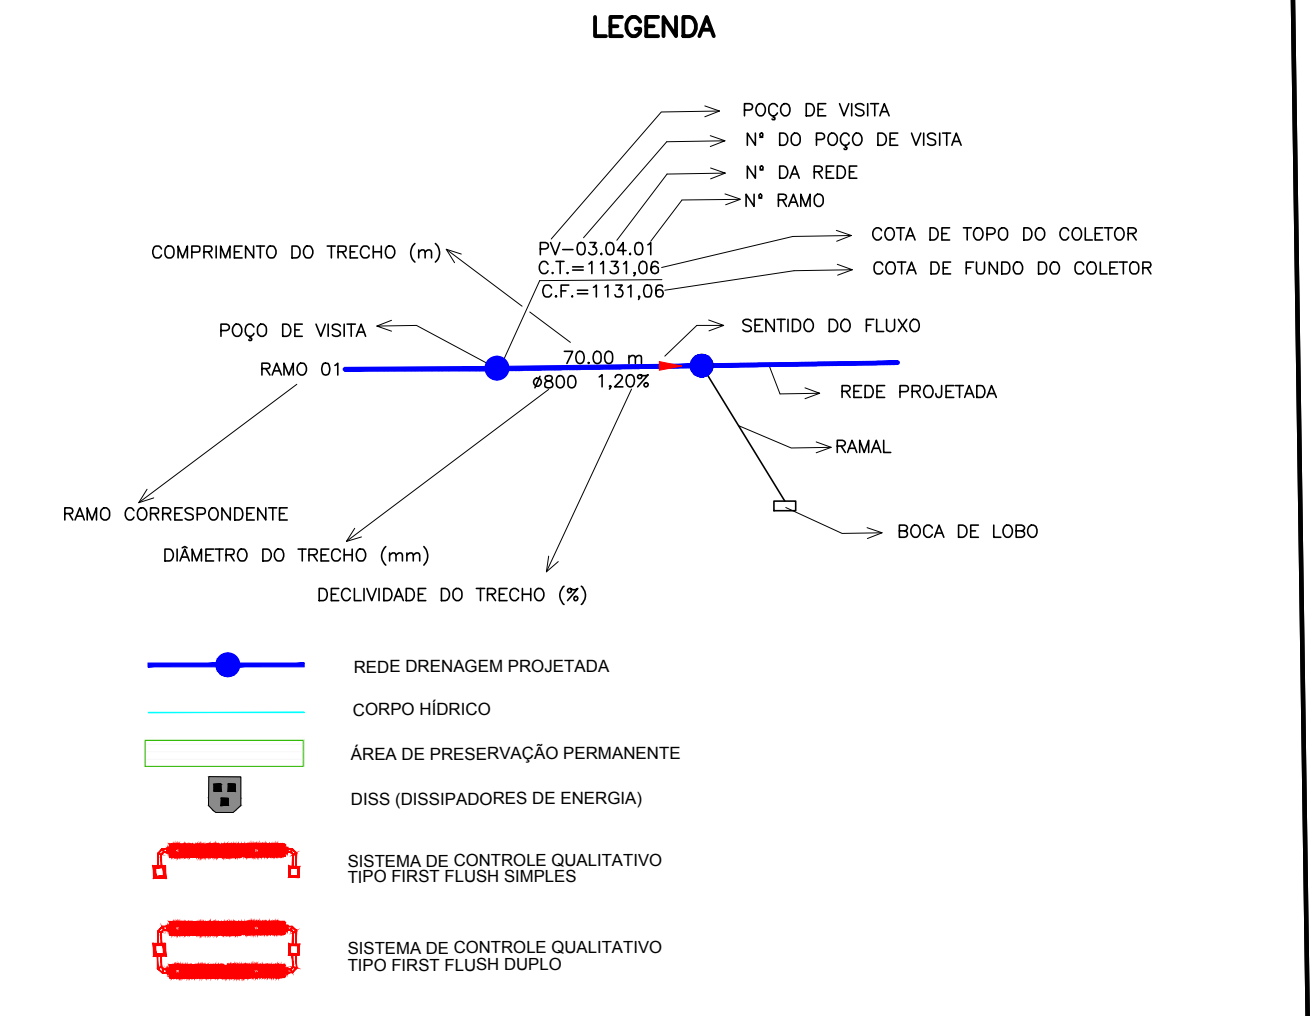 LEGENDA
POÇO DE VISITA
Nº DO POÇO DE VISITA
Nº DA REDE
Nº RAMO
PV-03.04.01
COTA DE TOPO DO COLETOR
COMPRIMENTO DO TRECHO (m)
C.T.=1131,06
COTA DE FUNDO DO COLETOR
C.F.=1131,06
POÇO DE VISITA
SENTIDO DO FLUXO
RAMO 01
70.00 m
ø800 1,20%
REDE PROJETADA
RAMAL
RAMO CORRESPONDENTE
BOCA DE LOBO
DIÂMETRO DO TRECHO (mm)
DECLIVIDADE DO TRECHO (%)
REDE DRENAGEM PROJETADA
CORPO HÍDRICO
ÁREA DE PRESERVAÇÃO PERMANENTE
DISS (DISSIPADORES DE ENERGIA)
SISTEMA DE CONTROLE QUALITATIVO
TIPO FIRST FLUSH SIMPLES
SISTEMA DE CONTROLE QUALITATIVO
TIPO FIRST FLUSH DUPLO